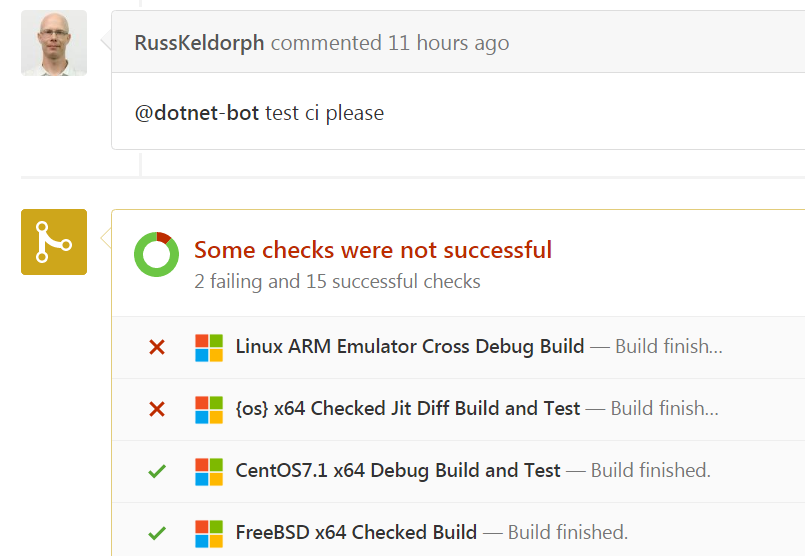 RussKeldorph commented 11 hours ago
@dotnet-bot test ci please
Some checks were not successful
2 failing and 15 successful checks
Linux ARM Emulator Cross Debug Build — Build finish...
{os} x64 Checked Jit Diff Build and Test — Build finish...
CentOS7.1 x64 Debug Build and Test — Build finished.
FreeBSD x64 Checked Build — Build finished.